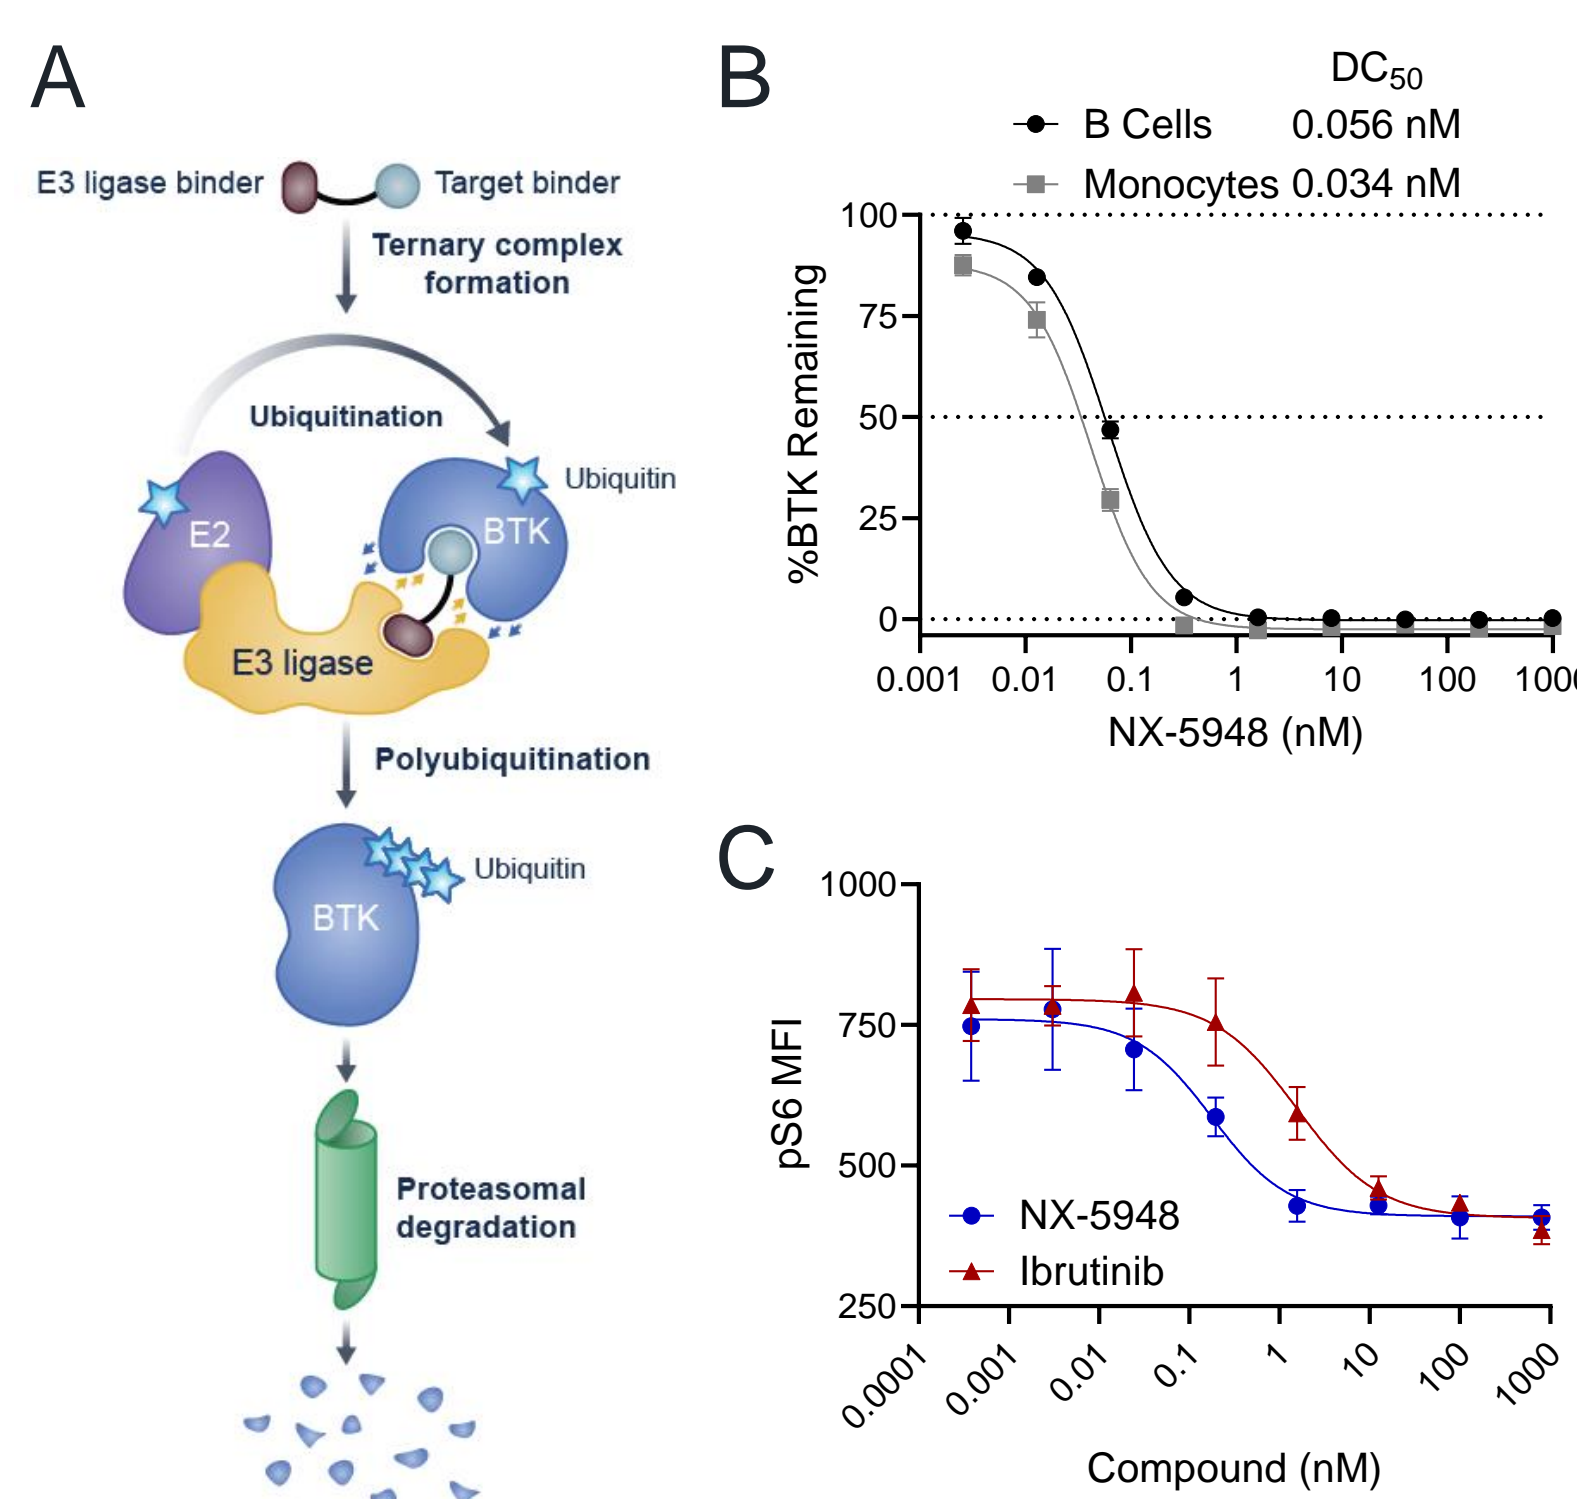 A
E3 ligase binder
Target binder
Ternary complex
formation
Ubiquitination
Ubiquitin
E2
BTK
E3 ligase
Polyubiquitination
Ubiquitin
BTK
Proteasomal
degradation
B
DC50
B Cells 0.056 nM
Monocytes 0.034 nM
100
75
50
25
0
%BTK Remaining
0.001 0.01 0.1 1 10 100 1000
NX-5948 (nM)
C
1000
750
500
250
pS6 MFI
NX-5948
Ibrutinib
0.0001 0.001 0.01 0.1 1 10 100 1000
Compound (nM)